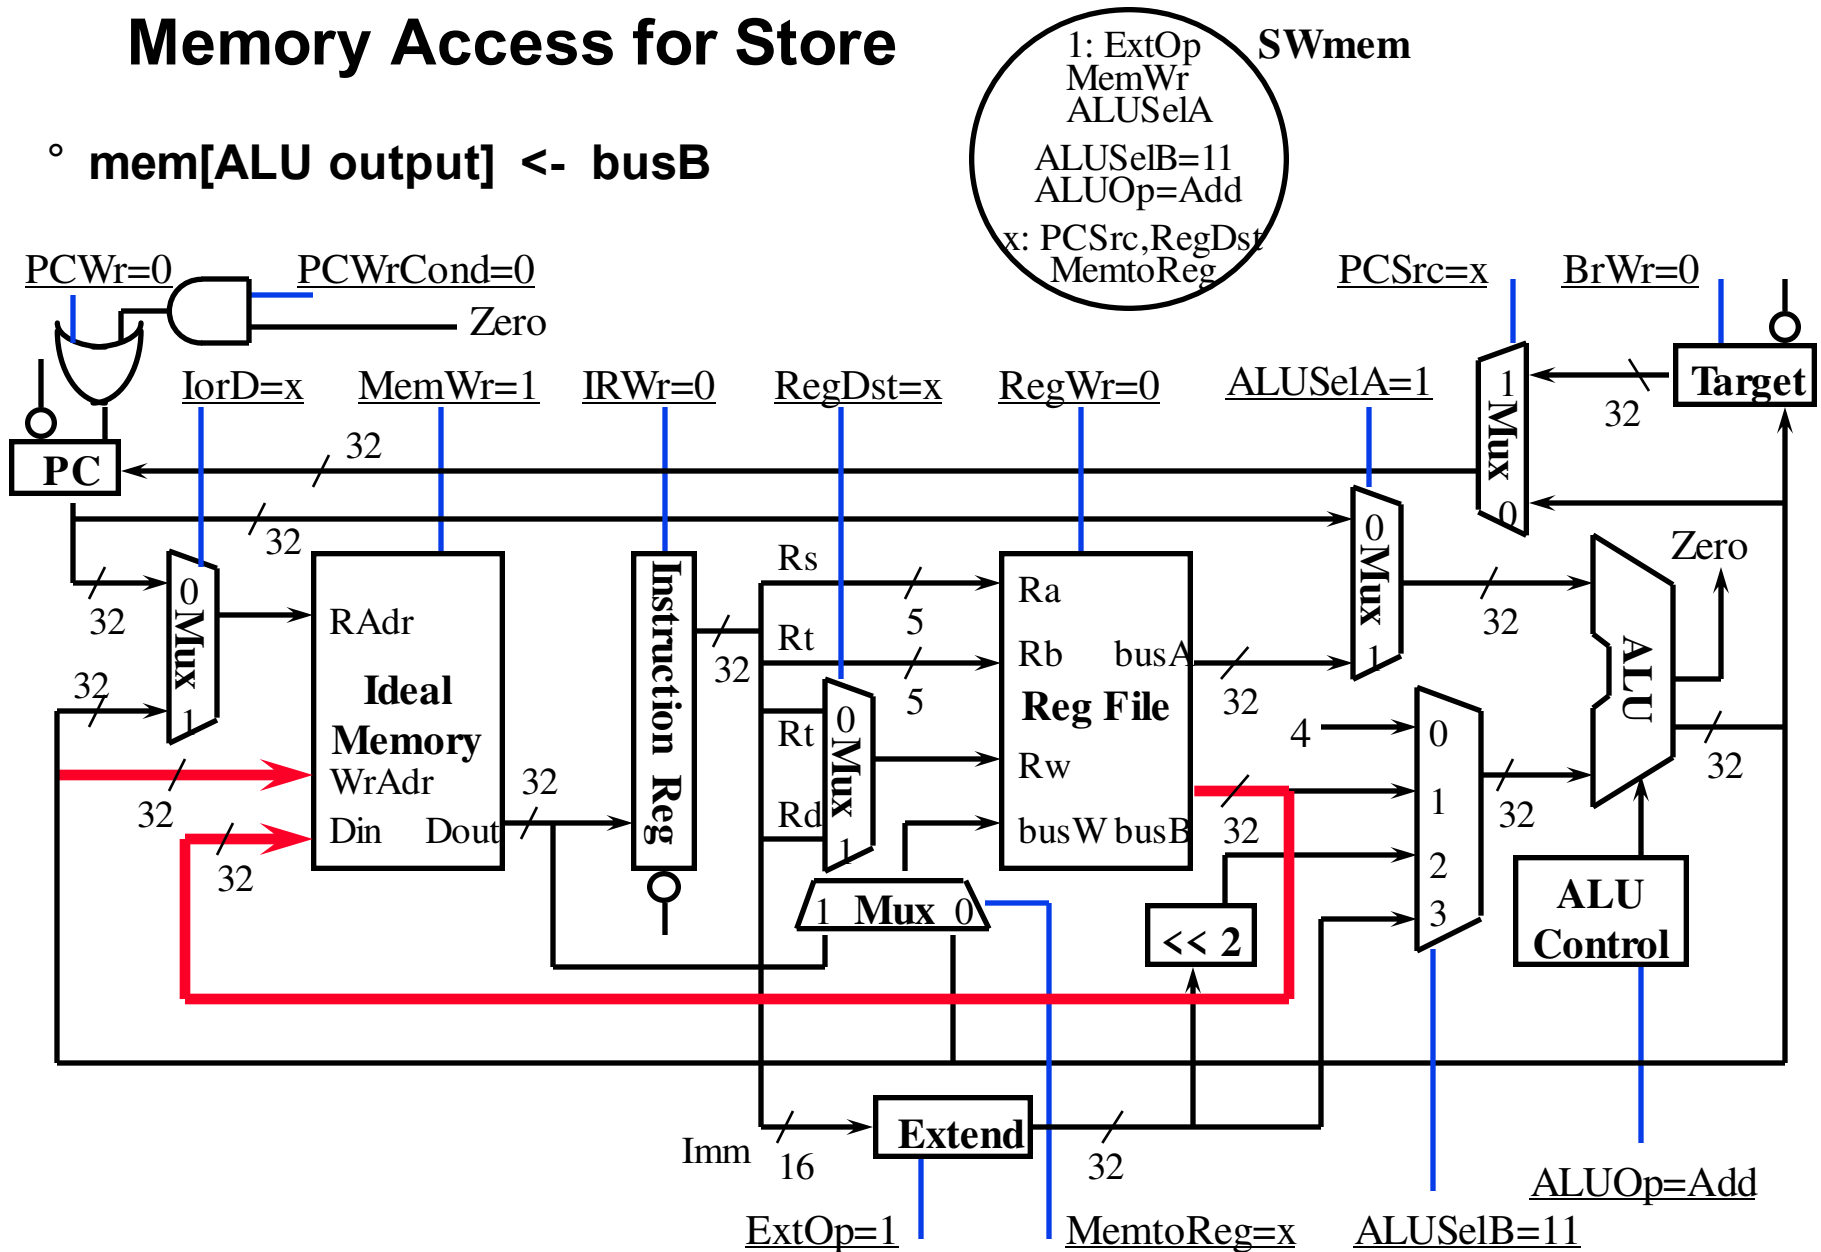 Memory Access for Store
SWmem
1: ExtOp
MemWr
ALUSelA
ALUSelB=11
ALUOp=Add
x: PCSrc,RegDst
MemtoReg
° mem[ALU output] <- busB
PCWr=0
PCWrCond=0
PCSrc=x
BrWr=0
Zero
IorD=x
MemWr=1
IRWr=0
RegDst=x
RegWr=0
ALUSelA=1
1
Mux
0
Target
32
PC
32
32
0
Mux
1
32
32
RAdr
Ideal
Memory
WrAdr
Din
Dout
32
32
32
Instruction Reg
32
Rs
Rt
5
5
Rt
Rd
0
Mux
1
Ra
Rb
busA
Reg File
Rw
busW
busB
32
32
0
Mux
1
32
Zero
ALU
32
4
0
1
2
3
32
1 Mux 0
<< 2
ALU
Control
Imm
16
Extend
32
ExtOp=1
MemtoReg=x
ALUSelB=11
ALUOp=Add